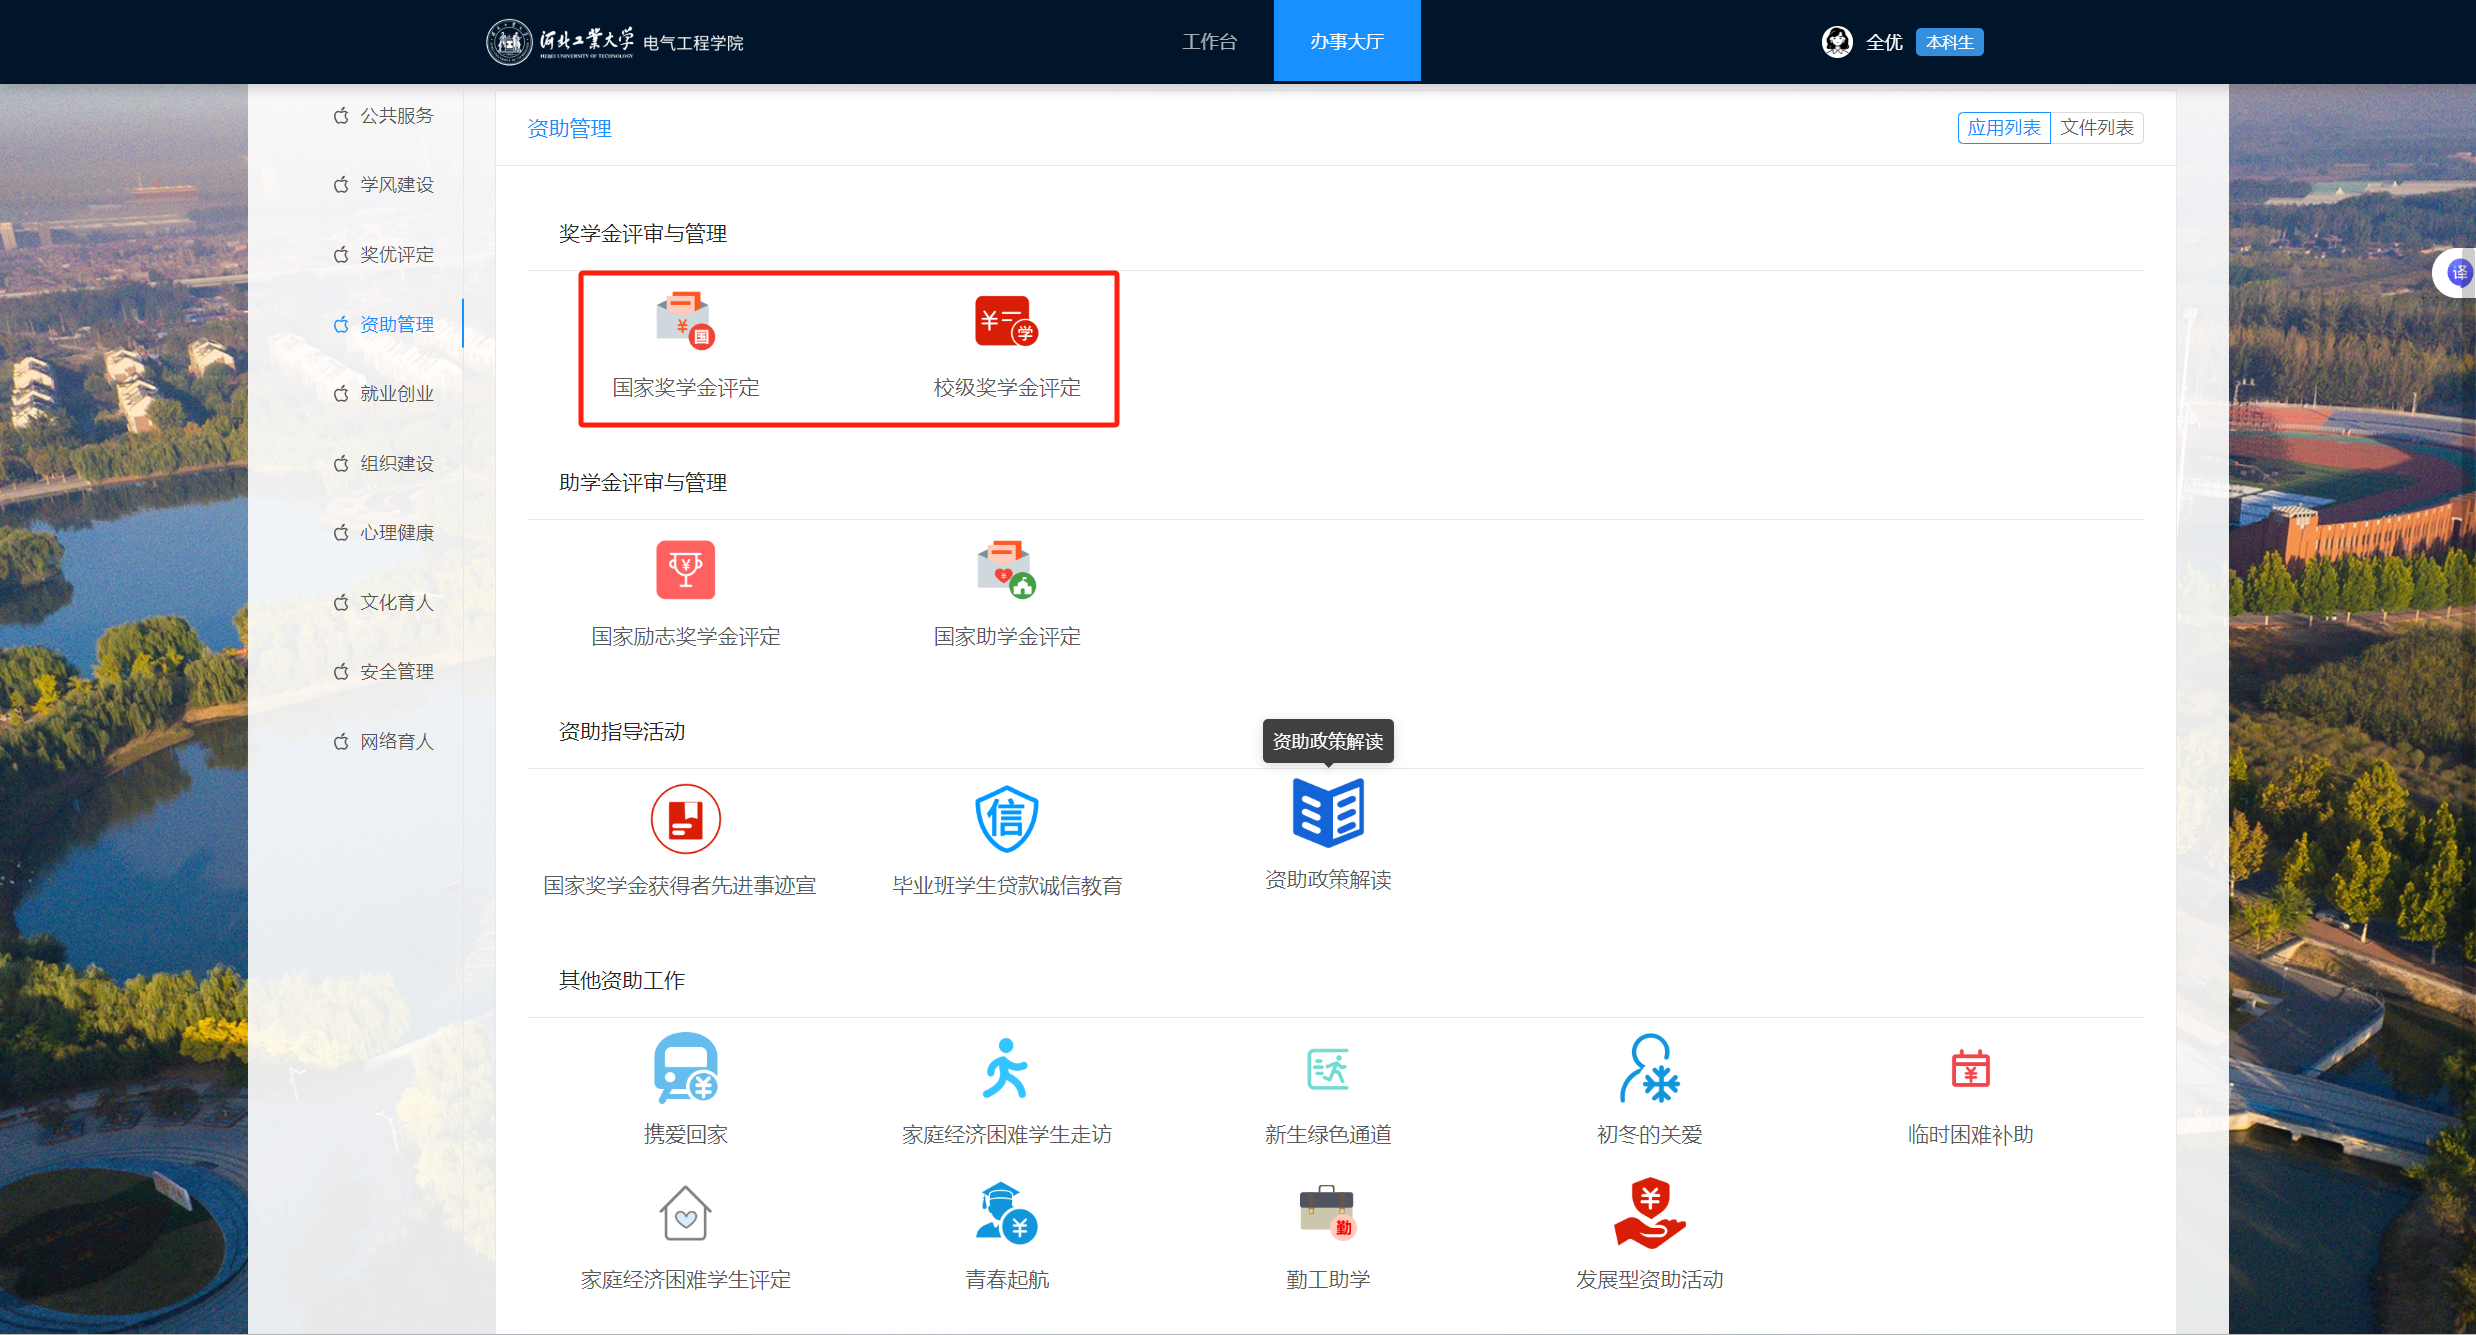 河北工業大学 电气工程学院
HEBEI UNIVERSITY OF TECHNOLOGY
工作台
办事大厅
全优
本科生
公共服务
学风建设
奖优评定
资助管理
就业创业
组织建设
心理健康
文化育人
安全管理
网络育人
资助管理
应用列表
文件列表
奖学金评审与管理
国
¥
学
国家奖学金评定
校级奖学金评定
助学金评审与管理
国家励志奖学金评定
国家助学金评定
资助指导活动
资助政策解读
信
国家奖学金获得者先进事迹宣
毕业班学生贷款诚信教育
资助政策解读
其他资助工作
携爱回家
家庭经济困难学生走访
新生绿色通道
初冬的关爱
临时困难补助
勤
家庭经济困难学生评定
青春起航
勤工助学
发展型资助活动
译